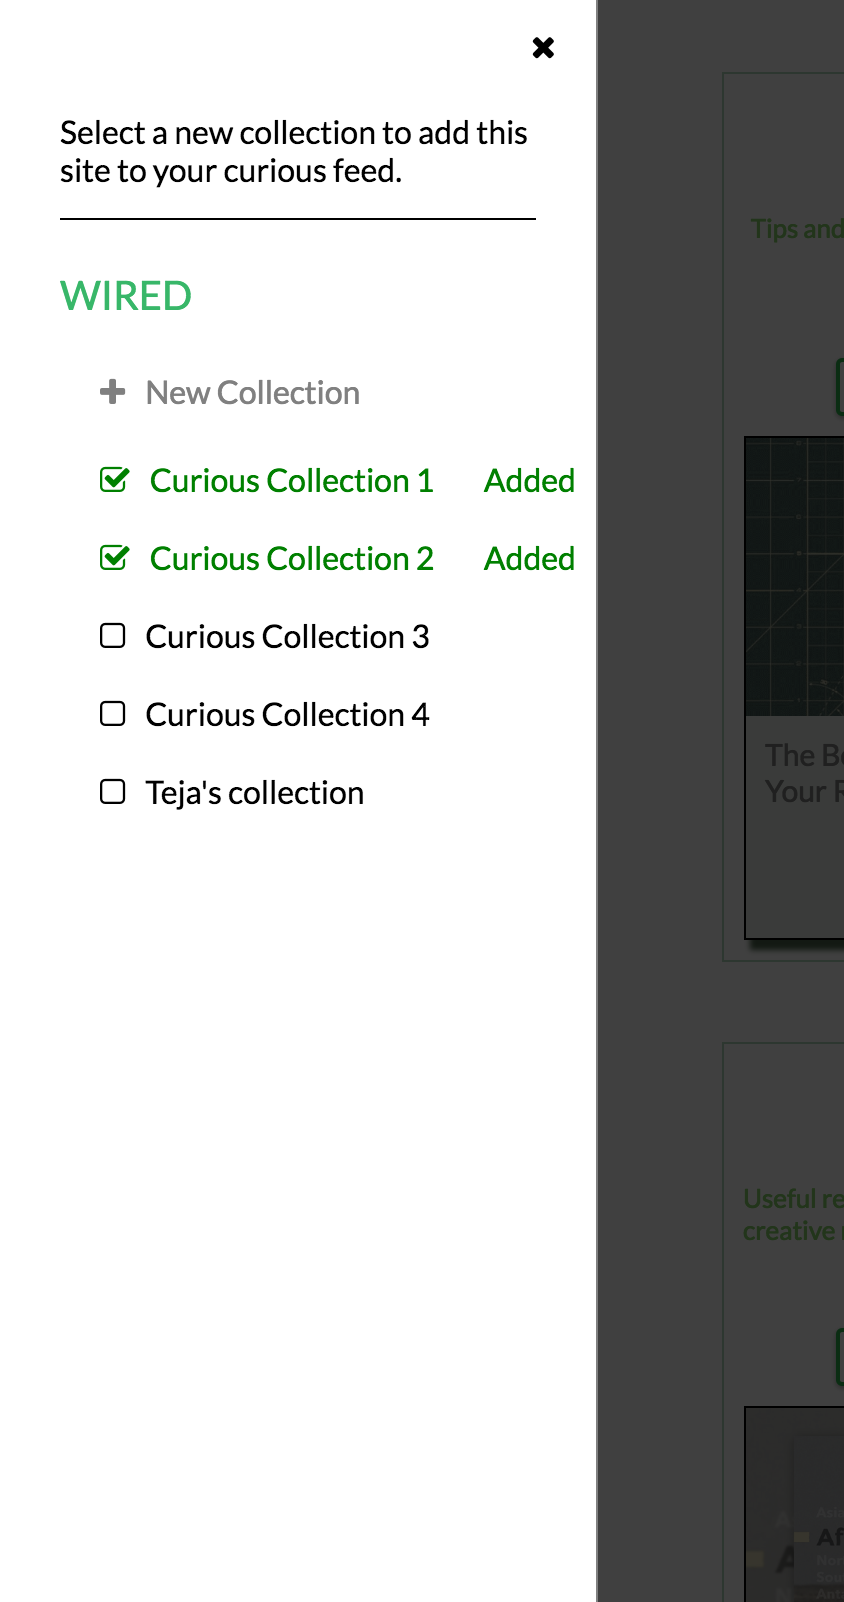 Select a new collection to add this
site to your curious feed.
WIRED
New Collection
Curious Collection 1 Added
Curious Collection 2 Added
Curious Collection 3
Curious Collection 4
Teja's collection
Tips and
The B
Your
Useful re
creative